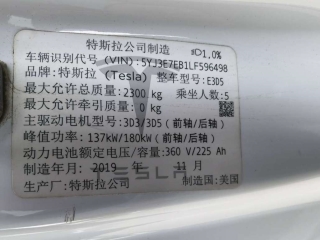 特斯拉公司制造 1,0%
车辆识别代号 (VIN): 5YJ3E7EB1LF596498
品牌: 特斯拉 (Tesla) 整车型号: E3D5
最大允许总质量: 2300 kg 乘坐人数: 5
最大允许牵引质量: 0 kg
主驱动电机型号: 3D3/3D5 (前轴/后轴)
峰值功率: 137kW/180kW (前轴/后轴)
动力电池额定电压/容量: 360 V/225 Ah
制造年月: 2019 年 11 月
TESLA
生产厂: 特斯拉公司 制造国: 美国